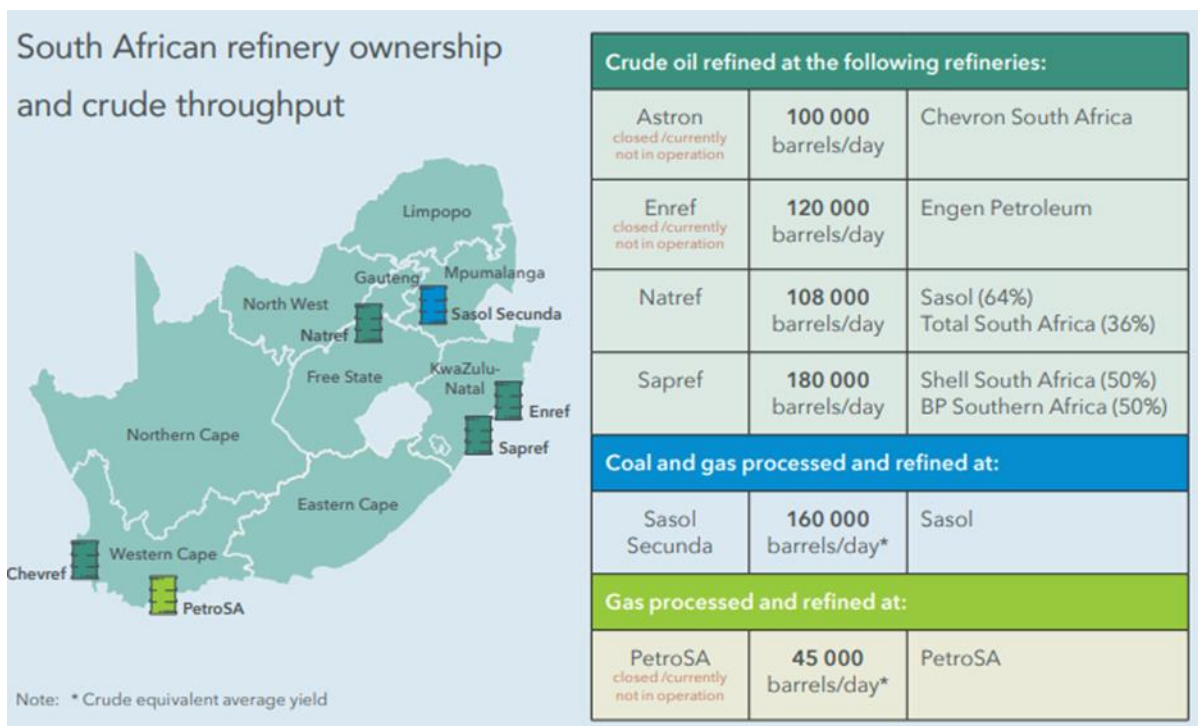 South African refinery ownership
and crude throughput
Limpopo
Gauteng
Mpumalanga
North West
Sasol Secunda
Natref
Free State
KwaZulu-
Natal
Enref
Northern Cape
Sapref
Eastern Cape
Western Cape
Chevref
PetroSA
Note: * Crude equivalent average yield
Crude oil refined at the following refineries:
Astron
closed /currently
not in operation
100 000
barrels/day
Chevron South Africa
Enref
closed /currently
not in operation
120 000
barrels/day
Engen Petroleum
Natref
108 000
barrels/day
Sasol (64%)
Total South Africa (36%)
Sapref
180 000
barrels/day
Shell South Africa (50%)
BP Southern Africa (50%)
Coal and gas processed and refined at:
Sasol
Secunda
160 000
barrels/day*
Sasol
Gas processed and refined at:
PetroSA
closed /currently
not in operation
45 000
barrels/day*
PetroSA